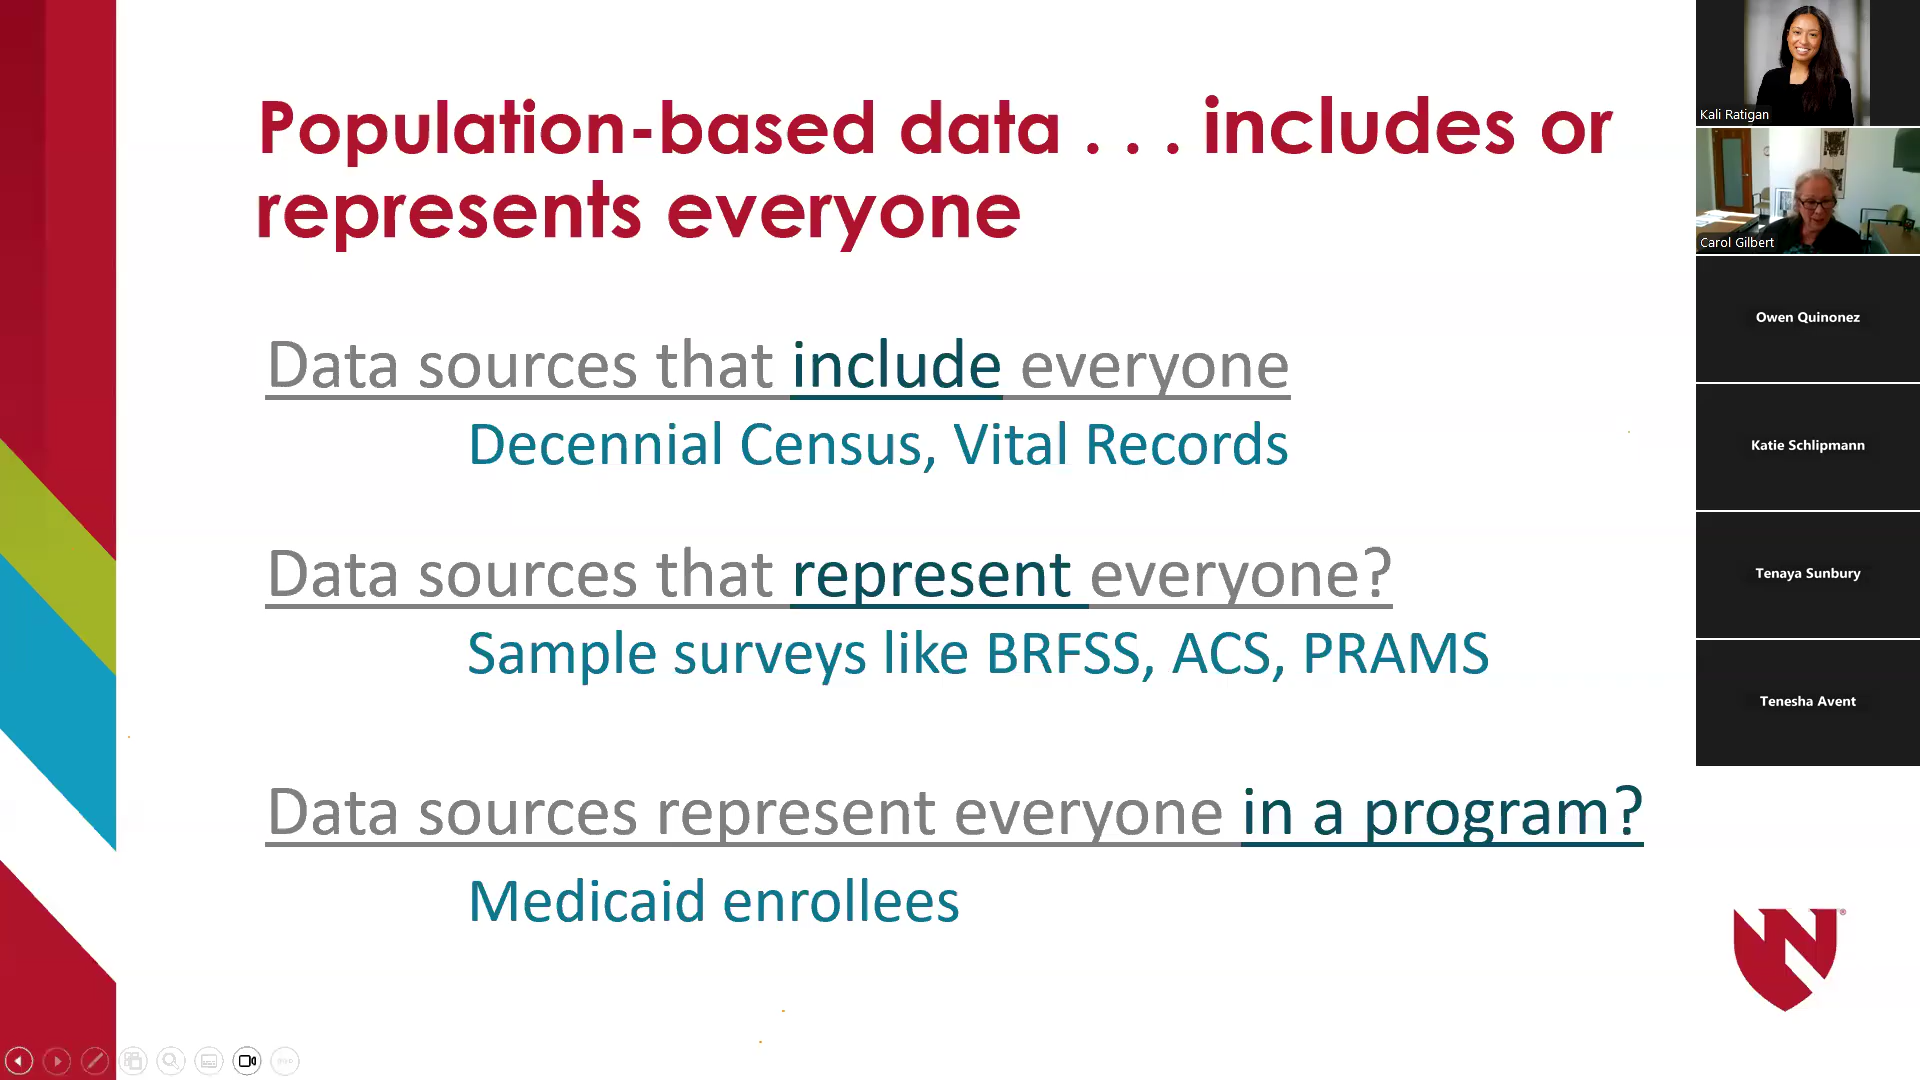 Population-based data . . . includes or
represents everyone
Data sources that include everyone
Decennial Census, Vital Records
Data sources that represent everyone?
Sample surveys like BRFSS, ACS, PRAMS
Data sources represent everyone in a program?
Medicaid enrollees
Kali Ratigan
Carol Gilbert
Owen Quinonez
Katie Schlipmann
Tenaya Sunbury
Tenesha Avent
N®